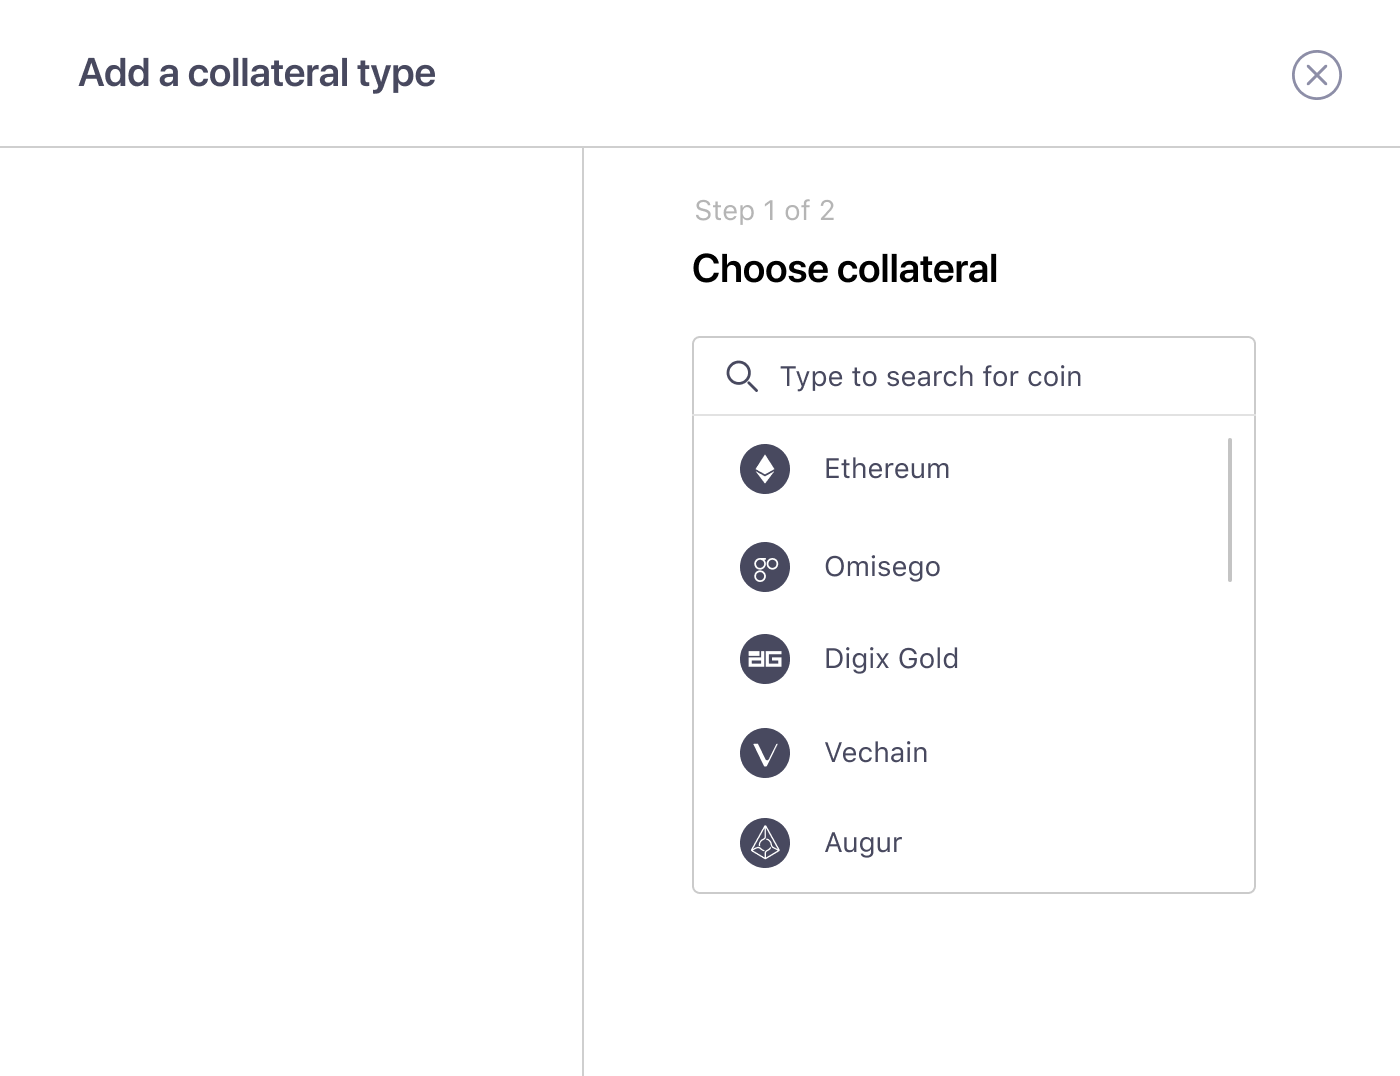 Add a collateral type
Step 1 of 2
Choose collateral
Type to search for coin
Ethereum
Omisego
Digix Gold
Vechain
Augur